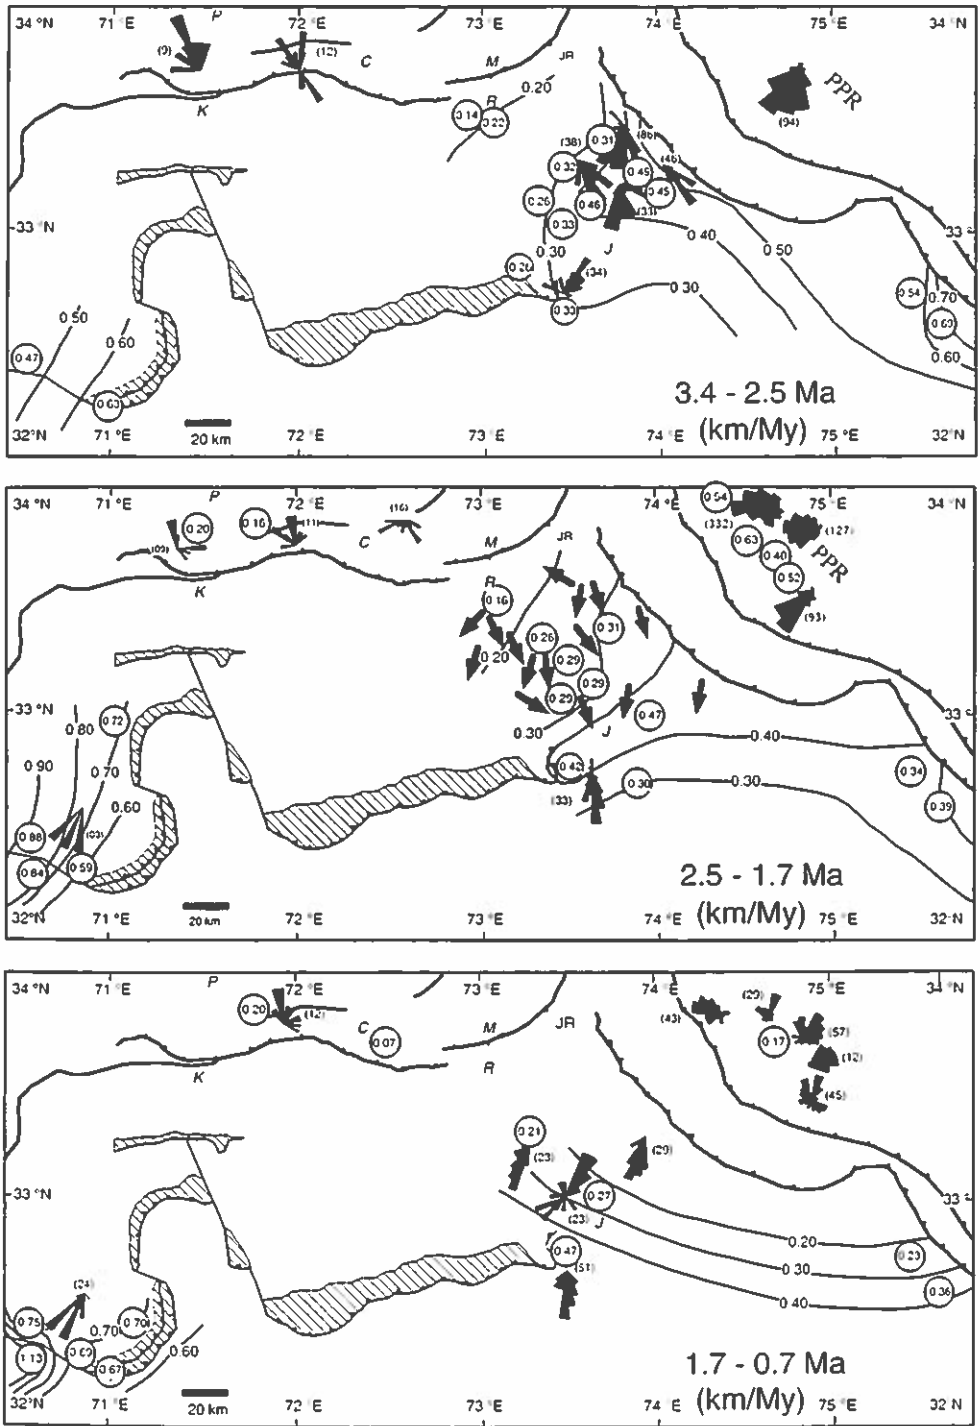 34 °N 71 °E P 72 °E 73 °E 74 °E 75°E 34 °N
(9) (12) C M JR
K R 0.20 PPR
0.14 0.22 (94)
0.31 (86)
(38) 0.32 0.45 (46)
0.26 0.46 0.45
33 °N 0.33 (33) 0.40 33 °N
0.30 J 0.50
(34)
0.33 0.30 0.54 0.70
0.50 0.69
0.60 0.60
0.47
0.63
3.4 - 2.5 Ma
(km/My)
32°N 71 °E 20 km 72 °E 73 °E 74 °E 75°E 32 °N
34 °N 71 °E P 72 °E 73 °E 74 °E 75°E 34 °N
0.54
0.20 0.16 (11) (16) (332) (127)
(09) C M JR 0.63
0.40
K R 0.52 PPR
0.16 (93)
0.26 0.31
0.20 0.29
0.29
33 °N 0.72 0.29 0.47 33 °N
0.80 0.30 J 0.40
0.90 0.70 0.42 0.34
0.60 (33) 0.30 0.30
0.88 (03) 0.39
0.84 0.59
2.5 - 1.7 Ma
(km/My)
32°N 71 °E 20 km 72 °E 73 °E 74 °E 75°E 32 °N
34 °N 71 °E P 72 °E 73 °E 74 °E 75°E 34 °N
0.20 (12) (43) (29)
C M JR (57)
0.07 0.17 (12)
K R (45)
0.21
(23) (29)
33 °N 0.27 33 °N
(23) J
0.47 0.20 0.23
(51) 0.30
(24) 0.40 0.36
0.75 0.70 0.70
1.13 0.69 0.60
0.67
1.7 - 0.7 Ma
(km/My)
32 °N 71 °E 20 km 72 °E 73 °E 74 °E 75°E 32 °N